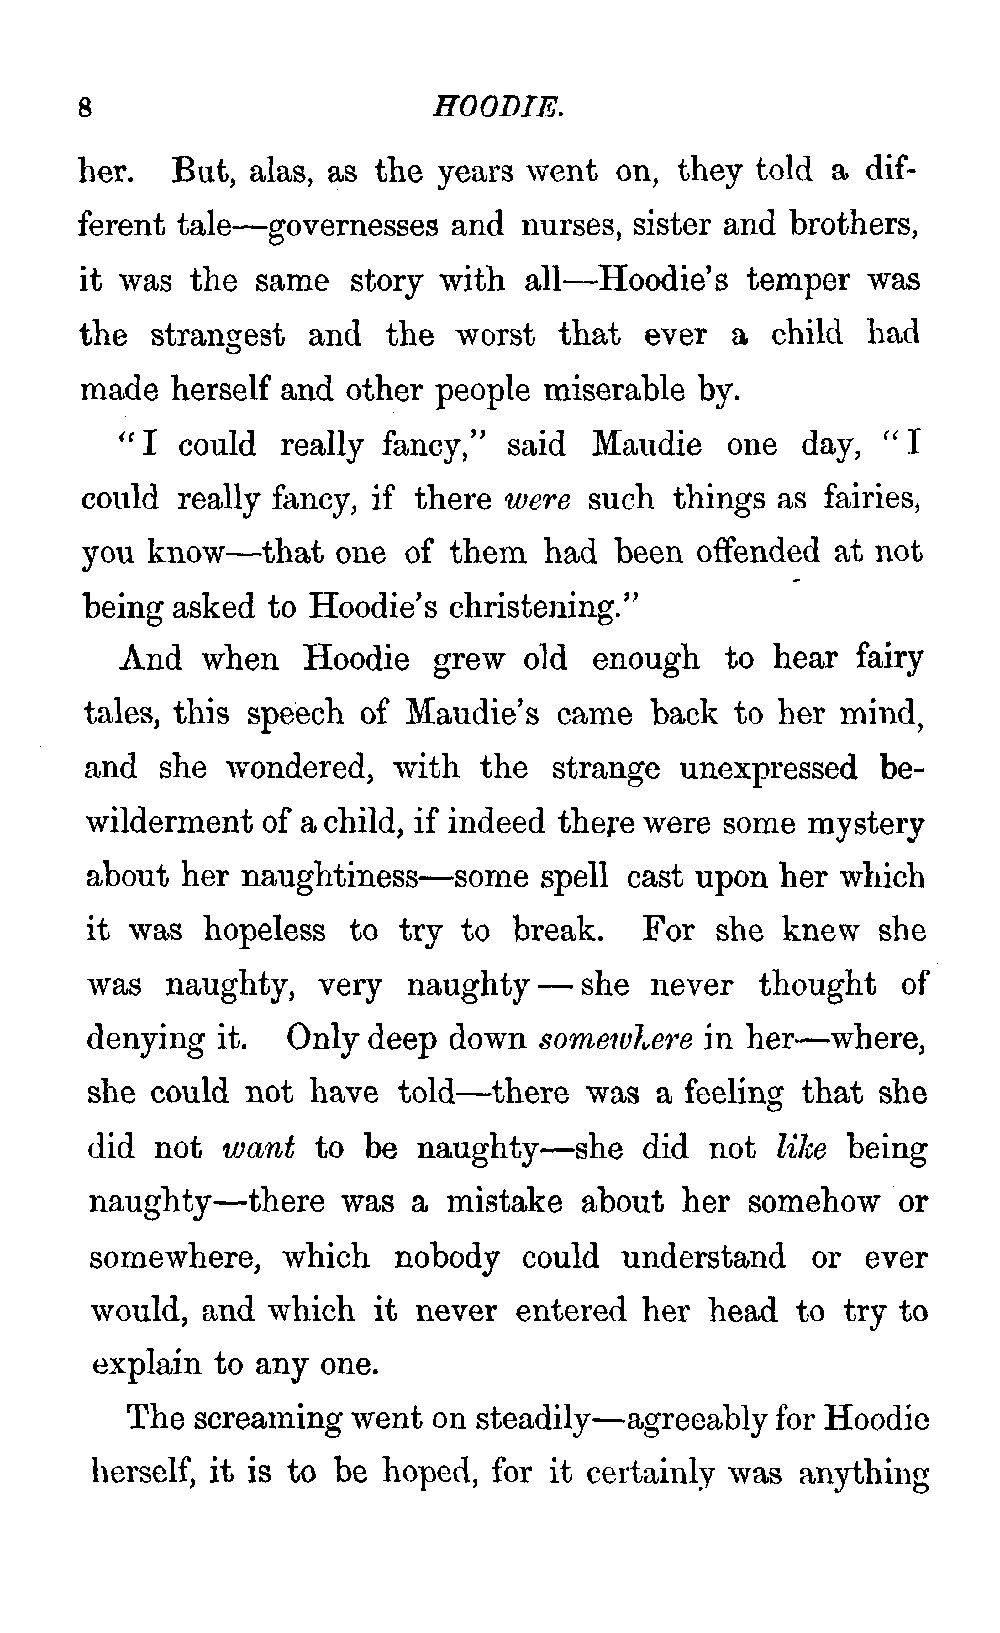 8 HOODIE.
her. But, alas, as the years went on, they told a dif-
ferent tale—governesses and nurses, sister and brothers,
it was the same story with all—Hoodie's temper was
the strangest and the worst that ever a child had
made herself and other people miserable by.
"I could really fancy," said Maudie one day, "I
could really fancy, if there were such things as fairies,
you know—that one of them had been offended at not
being asked to Hoodie's christening."
And when Hoodie grew old enough to hear fairy
tales, this speech of Maudie's came back to her mind,
and she wondered, with the strange unexpressed be-
wilderment of a child, if indeed there were some mystery
about her naughtiness—some spell cast upon her which
it was hopeless to try to break. For she knew she
was naughty, very naughty—she never thought of
denying it. Only deep down somewhere in her—where,
she could not have told—there was a feeling that she
did not want to be naughty—she did not like being
naughty—there was a mistake about her somehow or
somewhere, which nobody could understand or ever
would, and which it never entered her head to try to
explain to any one.
The screaming went on steadily—agreeably for Hoodie
herself, it is to be hoped, for it certainly was anything